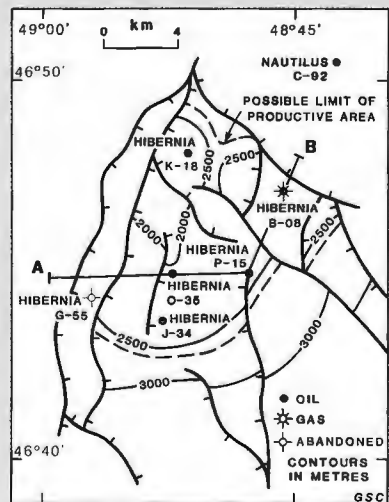 49°00'
48°45'
km
0 4
46°50'
NAUTILUS
C-92
POSSIBLE LIMIT OF
PRODUCTIVE AREA
B
HIBERNIA
K-18
2500
2500
HIBERNIA
B-08
2000
2000
2500
HIBERNIA
P-15
A
HIBERNIA
O-35
HIBERNIA
G-55
HIBERNIA
J-34
2500
3000
3000
OIL
GAS
ABANDONED
CONTOURS
IN METRES
46°40'
GSC